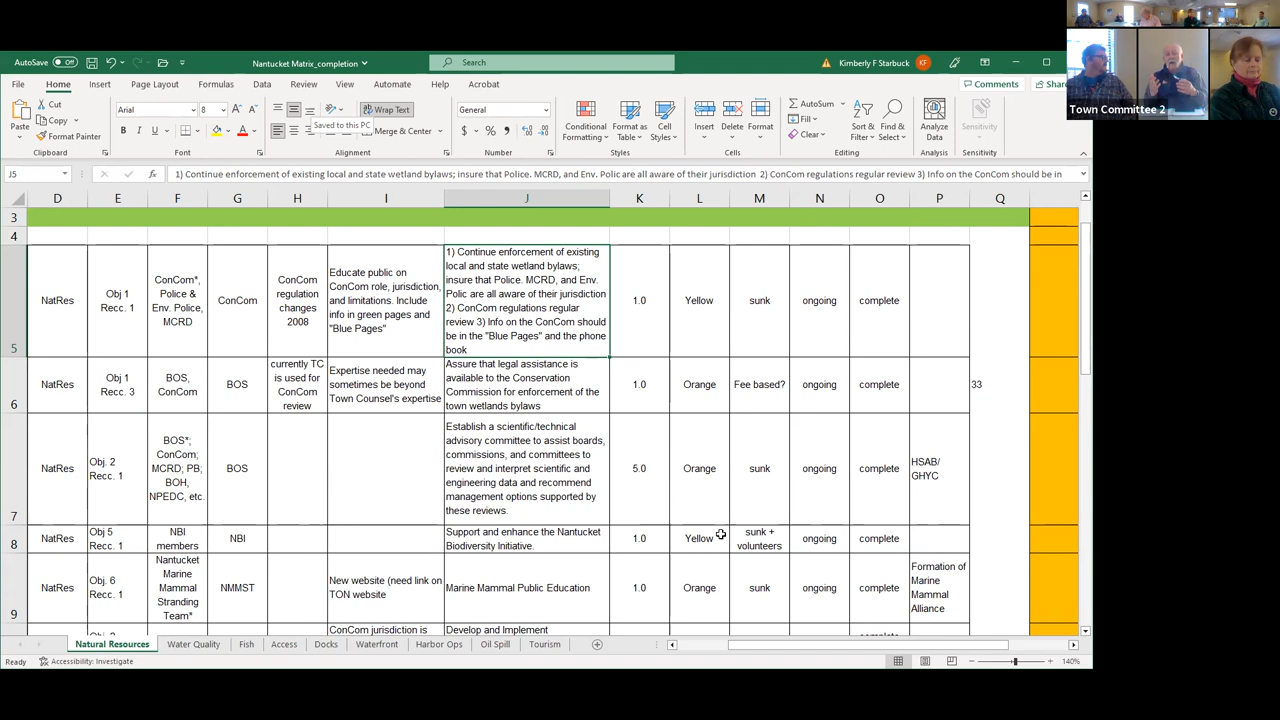 AutoSave Off
Nantucket Matrix_completion
Search
Kimberly F Starbuck KF
File Home Insert Page Layout Formulas Data Review View Automate Help Acrobat
Comments Share
Paste
Cut
Copy
Format Painter
Clipboard
Arial 8
B I U
Font
Saved to this PC
Wrap Text
Merge & Center
Alignment
General
$ % ,
Number
Conditional Formatting
Format as Table
Cell Styles
Styles
Insert
Delete
Format
Cells
AutoSum
Fill
Clear
Sort & Filter
Find & Select
Editing
Analyze Data
Analysis
Sensitivity
Sensitivity
J5
fx
1) Continue enforcement of existing local and state wetland bylaws; insure that Police. MCRD, and Env. Polic are all aware of their jurisdiction 2) ConCom regulations regular review 3) Info on the ConCom should be in
D E F G H I J K L M N O P Q
3
4
5
NatRes
Obj 1
Recc. 1
ConCom*,
Police &
Env. Police,
MCRD
ConCom
ConCom
regulation
changes
2008
Educate public on
ConCom role, jurisdiction,
and limitations. Include
info in green pages and
"Blue Pages"
1) Continue enforcement of existing
local and state wetland bylaws;
insure that Police. MCRD, and Env.
Polic are all aware of their jurisdiction
2) ConCom regulations regular
review 3) Info on the ConCom should
be in the "Blue Pages" and the phone
book
1.0
Yellow
sunk
ongoing
complete
6
NatRes
Obj 1
Recc. 3
BOS,
ConCom
BOS
currently TC
is used for
ConCom
review
Expertise needed may
sometimes be beyond
Town Counsel's expertise
Assure that legal assistance is
available to the Conservation
Commission for enforcement of the
town wetlands bylaws
1.0
Orange
Fee based?
ongoing
complete
33
7
NatRes
Obj. 2
Recc. 1
BOS*;
ConCom;
MCRD; PB;
BOH,
NPEDC, etc.
BOS
Establish a scientific/technical
advisory committee to assist boards,
commissions, and committees to
review and interpret scientific and
engineering data and recommend
management options supported by
these reviews.
5.0
Orange
sunk
ongoing
complete
HSAB/
GHYC
8
NatRes
Obj 5
Recc. 1
NBI
members
NBI
Support and enhance the Nantucket
Biodiversity Initiative.
1.0
Yellow
sunk +
volunteers
ongoing
complete
9
NatRes
Obj. 6
Recc. 1
Nantucket
Marine
Mammal
Stranding
Team*
NMMST
New website (need link on
TON website
Marine Mammal Public Education
1.0
Orange
sunk
ongoing
complete
Formation of
Marine
Mammal
Alliance
ConCom jurisdiction is
Develop and Implement
Natural Resources Water Quality Fish Access Docks Waterfront Harbor Ops Oil Spill Tourism
Ready
Accessibility: Investigate
140%
Town Committee 2